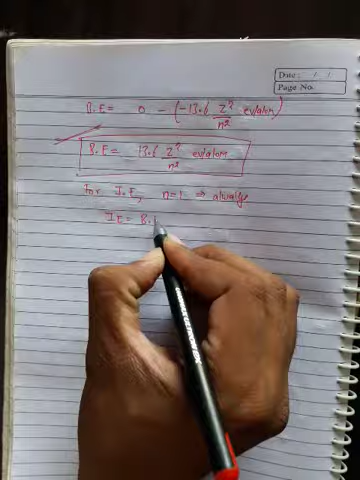 Date : / /
Page No.
B.E = 0 - (-13.6 Z²/n² ev/atom)
B.E = 13.6 Z²/n² ev/atom
For I.E, n=1 ⇒ always
I.E = B.